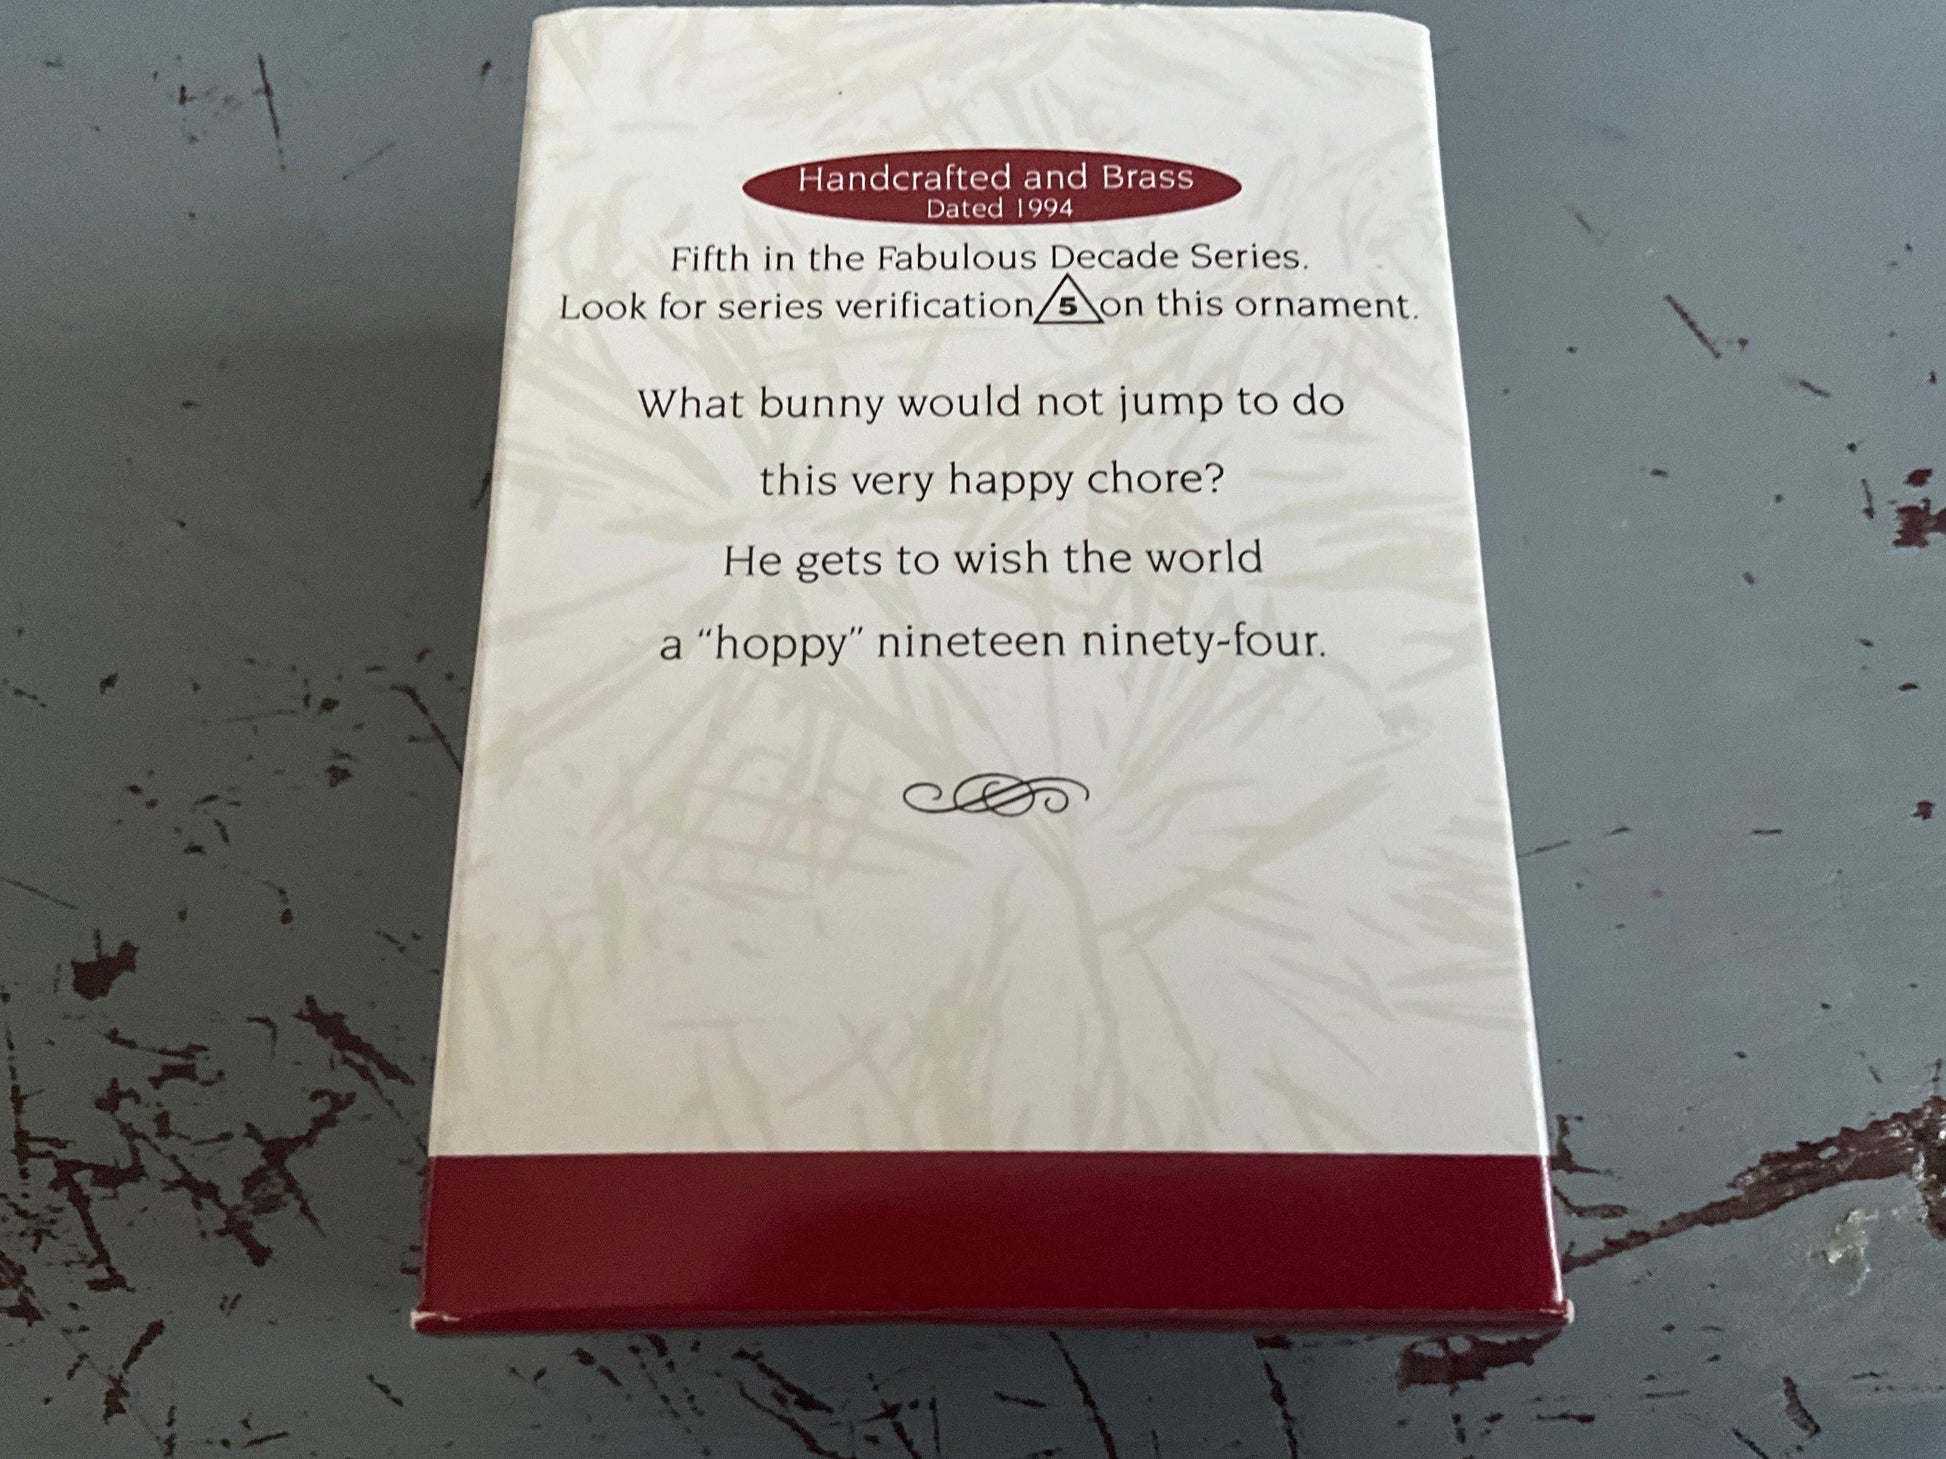 Handcrafted and Brass
Dated 1994
Fifth in the Fabulous Decade Series.
Look for series verification 5 on this ornament.
What bunny would not jump to do
this very happy chore?
He gets to wish the world
a “hoppy” nineteen ninety-four.